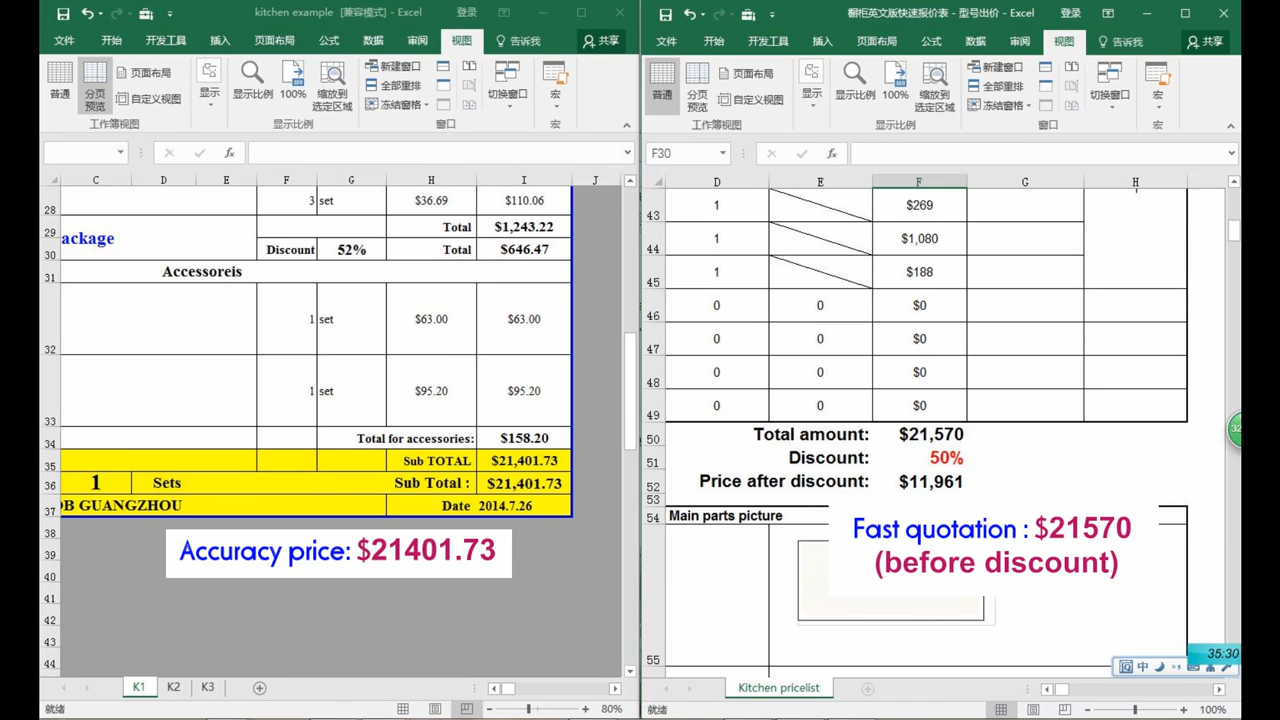 kitchen example [兼容模式] - Excel
登录
文件 开始 开发工具 插入 页面布局 公式 数据 审阅 视图 告诉我 共享
普通 分页预览 页面布局 自定义视图 显示 显示比例 100% 缩放到选定区域 新建窗口 全部重排 冻结窗格 切换窗口 宏
工作簿视图 显示比例 窗口 宏
fx
C D E F G H I J
28 3 set $36.69 $110.06
29 Total $1,243.22
ackage
30 Discount 52% Total $646.47
31 Accessoreis
32 1 set $63.00 $63.00
33 1 set $95.20 $95.20
34 Total for accessories: $158.20
35 Sub TOTAL $21,401.73
36 1 Sets Sub Total : $21,401.73
37 OB GUANGZHOU Date 2014.7.26
38
39
Accuracy price: $21401.73
40
41
42
43
44
K1 K2 K3
就绪 80%
橱柜英文版快速报价表 - 型号出价 - Excel
登录
文件 开始 开发工具 插入 页面布局 公式 数据 审阅 视图 告诉我 共享
普通 分页预览 页面布局 自定义视图 显示 显示比例 100% 缩放到选定区域 新建窗口 全部重排 冻结窗格 切换窗口 宏
工作簿视图 显示比例 窗口 宏
F30 fx
D E F G H
43 1 $269
44 1 $1,080
45 1 $188
46 0 0 $0
47 0 0 $0
48 0 0 $0
49 0 0 $0
50 Total amount: $21,570
51 Discount: 50%
52 Price after discount: $11,961
53
54 Main parts picture
Fast quotation : $21570
(before discount)
32
55
35:30
中
Kitchen pricelist
就绪 100%